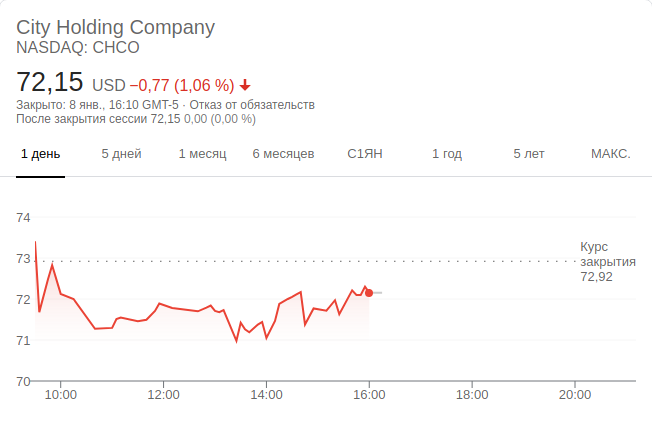 City Holding Company
NASDAQ: CHCO
72,15 USD −0,77 (1,06 %)
Закрыто: 8 янв., 16:10 GMT-5 · Отказ от обязательств
После закрытия сессии 72,15 0,00 (0,00 %)
1 день 5 дней 1 месяц 6 месяцев С1ЯН 1 год 5 лет МАКС.
74
Курс
73 закрытия
72,92
72
71
70
10:00 12:00 14:00 16:00 18:00 20:00